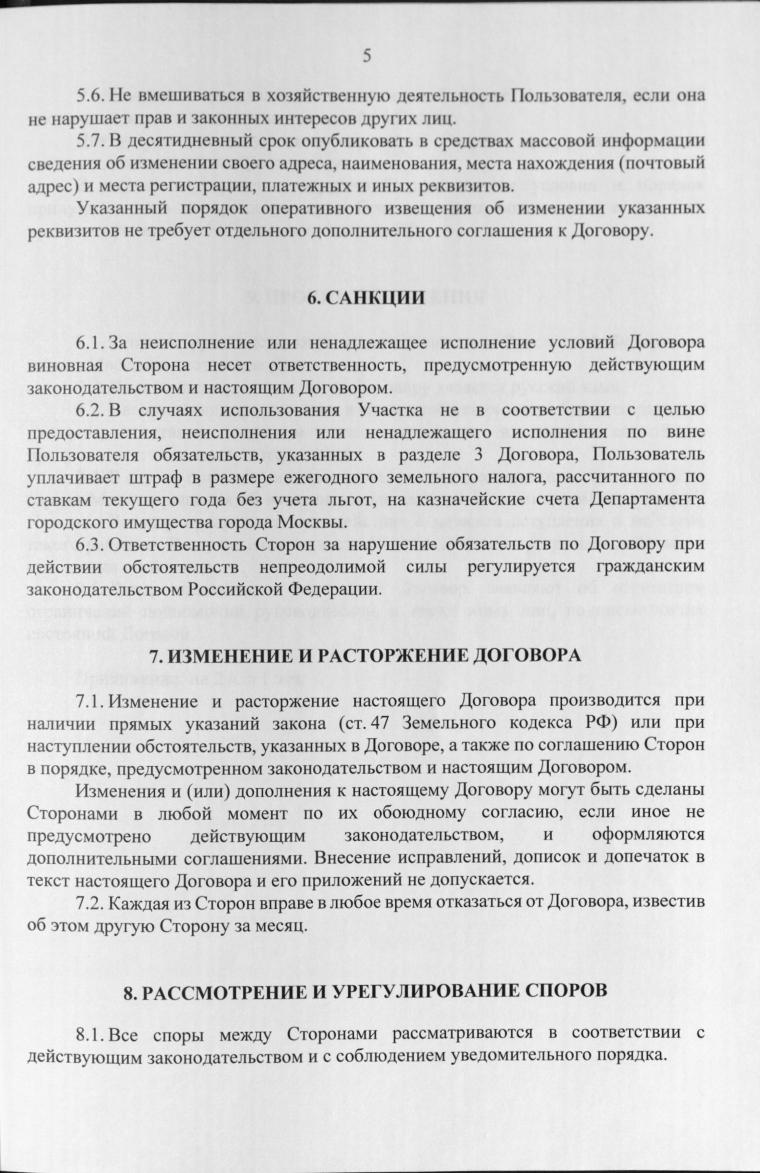 5
5.6. Не вмешиваться в хозяйственную деятельность Пользователя, если она
не нарушает прав и законных интересов других лиц.
5.7. В десятидневный срок опубликовать в средствах массовой информации
сведения об изменении своего адреса, наименования, места нахождения (почтовый
адрес) и места регистрации, платежных и иных реквизитов.
Указанный порядок оперативного извещения об изменении указанных
реквизитов не требует отдельного дополнительного соглашения к Договору.
6. САНКЦИИ
6.1. За неисполнение или ненадлежащее исполнение условий Договора
виновная Сторона несет ответственность, предусмотренную действующим
законодательством и настоящим Договором.
6.2. В случаях использования Участка не в соответствии с целью
предоставления, неисполнения или ненадлежащего исполнения по вине
Пользователя обязательств, указанных в разделе 3 Договора, Пользователь
уплачивает штраф в размере ежегодного земельного налога, рассчитанного по
ставкам текущего года без учета льгот, на казначейские счета Департамента
городского имущества города Москвы.
6.3. Ответственность Сторон за нарушение обязательств по Договору при
действии обстоятельств непреодолимой силы регулируется гражданским
законодательством Российской Федерации.
7. ИЗМЕНЕНИЕ И РАСТОРЖЕНИЕ ДОГОВОРА
7.1. Изменение и расторжение настоящего Договора производится при
наличии прямых указаний закона (ст. 47 Земельного кодекса РФ) или при
наступлении обстоятельств, указанных в Договоре, а также по соглашению Сторон
в порядке, предусмотренном законодательством и настоящим Договором.
Изменения и (или) дополнения к настоящему Договору могут быть сделаны
Сторонами в любой момент по их обоюдному согласию, если иное не
предусмотрено действующим законодательством, и оформляются
дополнительными соглашениями. Внесение исправлений, дописок и допечаток в
текст настоящего Договора и его приложений не допускается.
7.2. Каждая из Сторон вправе в любое время отказаться от Договора, известив
об этом другую Сторону за месяц.
8. РАССМОТРЕНИЕ И УРЕГУЛИРОВАНИЕ СПОРОВ
8.1. Все споры между Сторонами рассматриваются в соответствии с
действующим законодательством и с соблюдением уведомительного порядка.